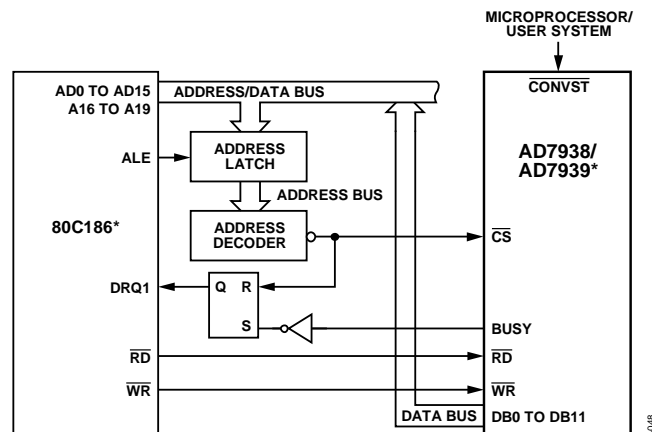 MICROPROCESSOR/
USER SYSTEM
AD0 TO AD15
A16 TO A19
ADDRESS/DATA BUS
CONVST
ALE
ADDRESS
LATCH
AD7938/
AD7939*
ADDRESS BUS
80C186*
ADDRESS
DECODER
CS
DRQ1
Q R
S
BUSY
RD
RD
WR
WR
DATA BUS
DB0 TO DB11